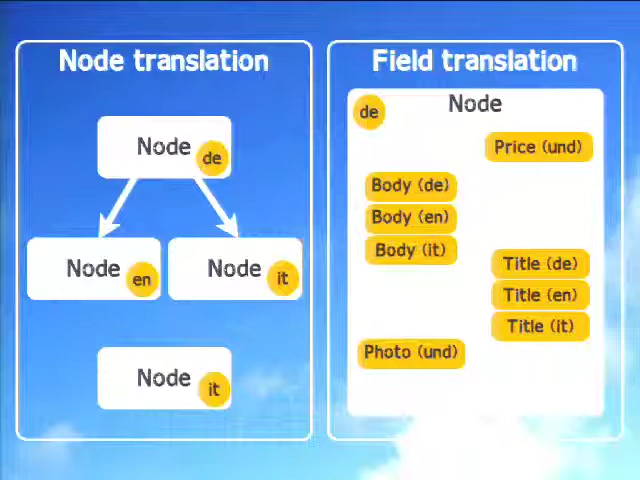 Node translation
Node
de
Node
en
Node
it
Node
it
Field translation
de
Node
Price (und)
Body (de)
Body (en)
Body (it)
Title (de)
Title (en)
Title (it)
Photo (und)